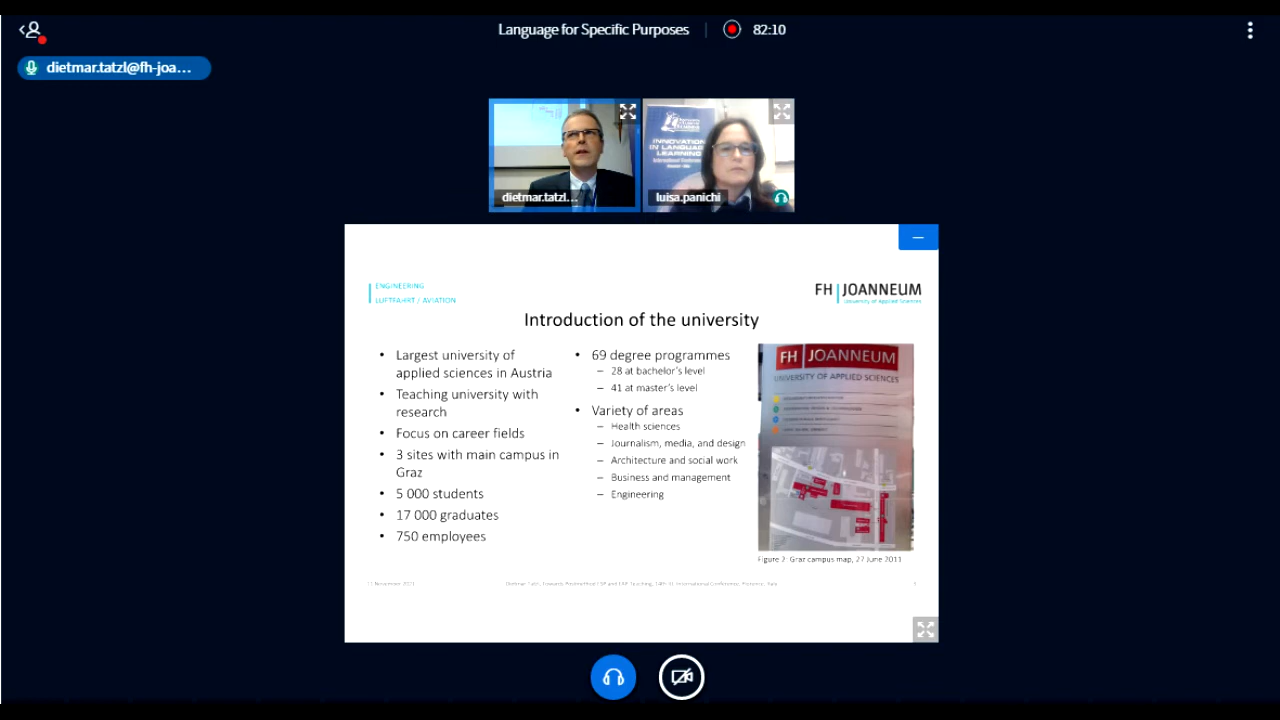 Language for Specific Purposes
82:10
dietmar.tatzl@fh-joa...
INNOVATION
IN LANGUAGE
LEARNING
dietmar.tatzl...
luisa.panichi
ENGINEERING
LUFTFAHRT / AVIATION
FH JOANNEUM
University of Applied Sciences
Introduction of the university
• Largest university of
applied sciences in Austria
• Teaching university with
research
• Focus on career fields
• 3 sites with main campus in
Graz
• 5 000 students
• 17 000 graduates
• 750 employees
• 69 degree programmes
– 28 at bachelor's level
– 41 at master's level
• Variety of areas
– Health sciences
– Journalism, media, and design
– Architecture and social work
– Business and management
– Engineering
FH JOANNEUM
UNIVERSITY OF APPLIED SCIENCES
Figure 2 Graz campus map, 27 June 2011